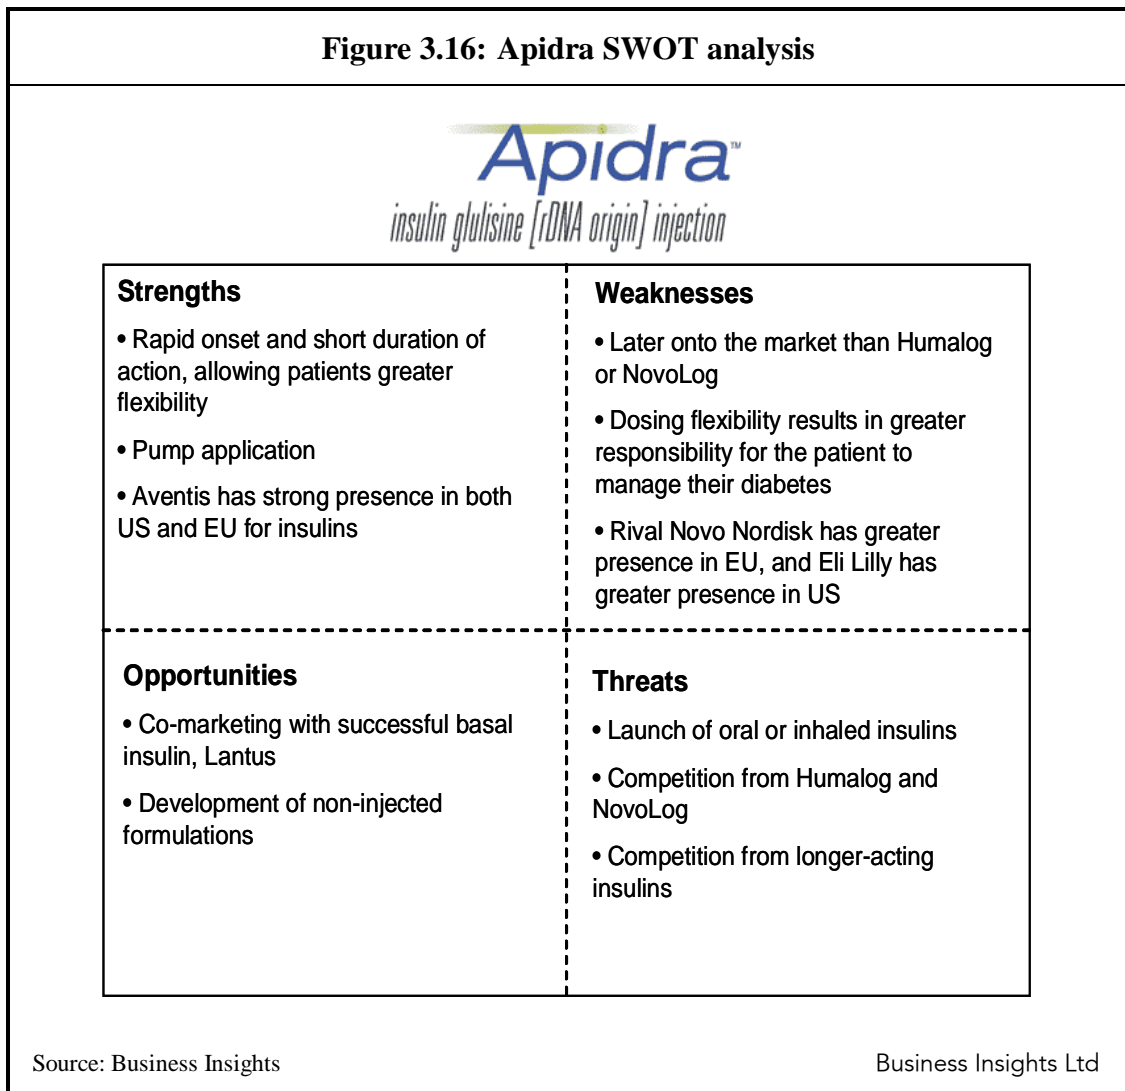 Figure 3.16: Apidra SWOT analysis
Apidra™
insulin glulisine [rDNA origin] injection
Strengths
• Rapid onset and short duration of
action, allowing patients greater
flexibility
• Pump application
• Aventis has strong presence in both
US and EU for insulins
Weaknesses
• Later onto the market than Humalog
or NovoLog
• Dosing flexibility results in greater
responsibility for the patient to
manage their diabetes
• Rival Novo Nordisk has greater
presence in EU, and Eli Lilly has
greater presence in US
Opportunities
• Co-marketing with successful basal
insulin, Lantus
• Development of non-injected
formulations
Threats
• Launch of oral or inhaled insulins
• Competition from Humalog and
NovoLog
• Competition from longer-acting
insulins
Source: Business Insights
Business Insights Ltd